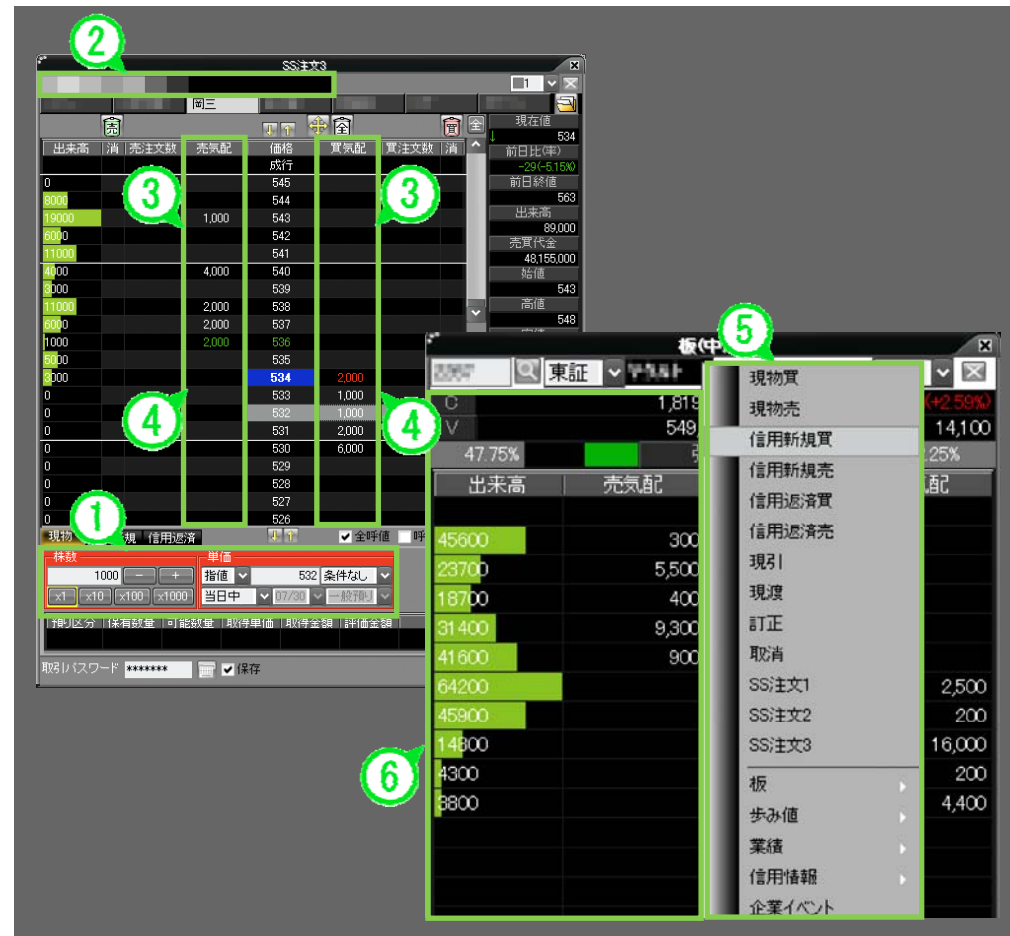 ②
SS注文3
1
岡三
売
全
買
全
現在値
↓ 534
出来高 消 売注文数 売気配 価格 買気配 買注文数 消
前日比(率)
-29(-5.15%)
成行
前日終値
563
0 545
8000 544
出来高
89,000
19000 1,000 543
6000 542
売買代金
48,155,000
11000 541
4000 4,000 540
始値
543
3000 539
11000 2,000 538
高値
548
6000 2,000 537
1000 2,000 536
5000 535
3000 534 2,000
0 533 1,000
0 532 1,000
0 531 2,000
0 530 6,000
0 529
0 528
0 527
0 526
③
③
④
④
①
現物 規 信用返済
全呼値 呼
株数
単価
1000 － ＋
指値 532 条件なし
x1 x10 x100 x1000
当日中 07/30 一般預り
預り区分 保有数量 可能数量 取得単価 取得金額 評価金額
取引パスワード ******* 保存
⑤
板(中
東証
C 1,819
(+2.59%)
V 549,
14,100
47.75%
.25%
出来高 売気配
気配
45600 300
23700 5,500
18700 400
31400 9,300
41600 900
64200 2,500
45900 200
14800 16,000
4300 200
3800 4,400
⑥
現物買
現物売
信用新規買
信用新規売
信用返済買
信用返済売
現引
現渡
訂正
取消
SS注文1
SS注文2
SS注文3
板
歩み値
業績
信用情報
企業イベント